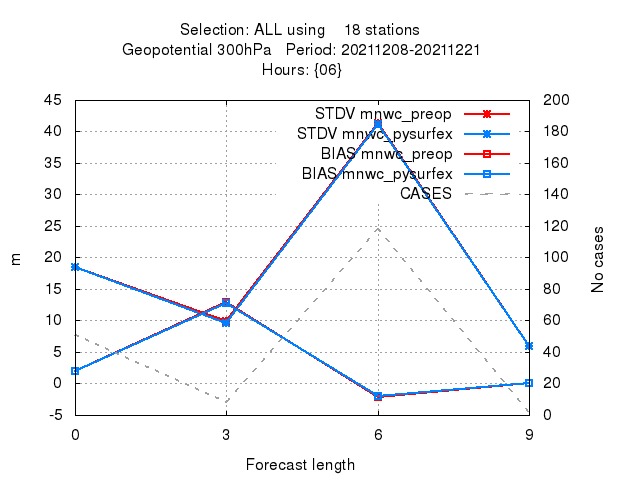 Selection: ALL using 18 stations
Geopotential 300hPa Period: 20211208-20211221
Hours: {06}
45
40
35
30
25
20
15
10
5
0
-5
200
180
160
140
120
100
80
60
40
20
0
STDV mnwc_preop
STDV mnwc_pysurfex
BIAS mnwc_preop
BIAS mnwc_pysurfex
CASES
m
No cases
0 3 6 9
Forecast length